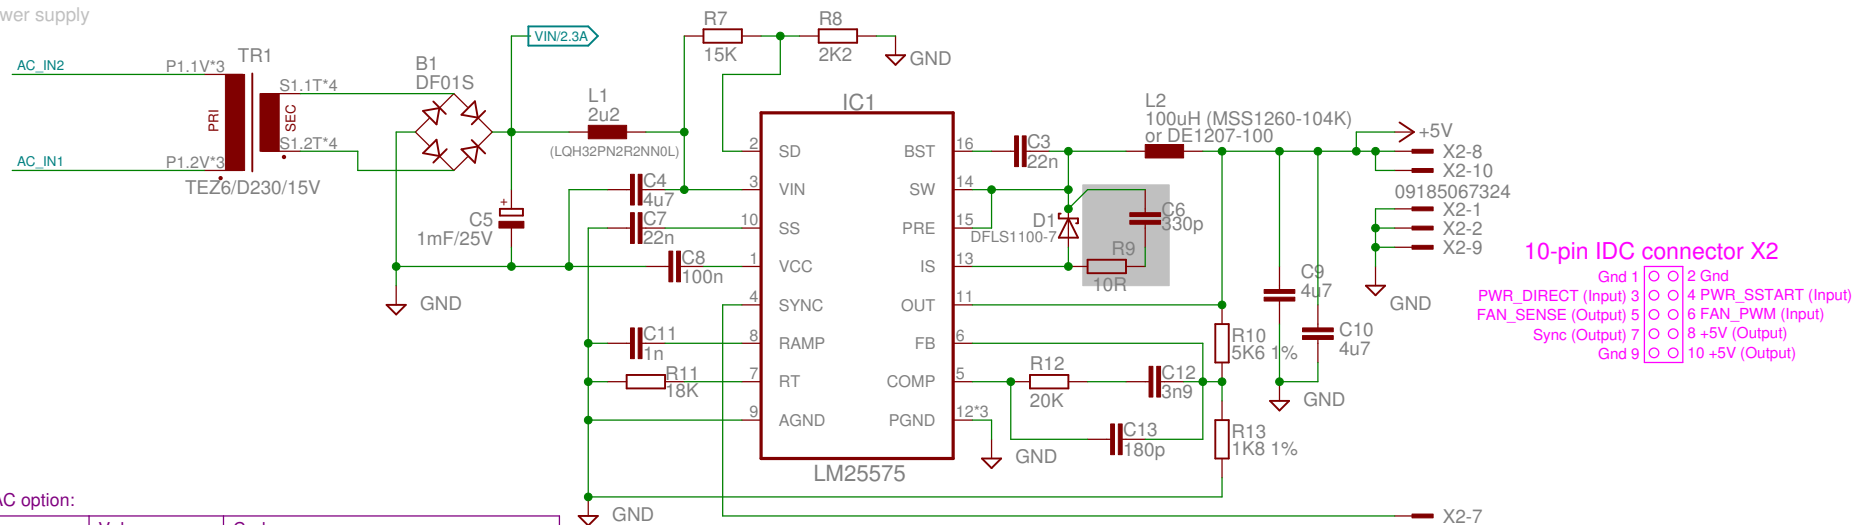 wer supply
AC_IN2
AC_IN1
P1.1V*3
P1.2V*3
PRI
TR1
SEC
S1.1T*4
S1.2T*4
TEZ6/D230/15V
B1
DF01S
VIN/2.3A
C5
+
1mF/25V
GND
L1
2u2
(LQH32PN2R2NN0L)
C4
4u7
C7
22n
C8
100n
C11
1n
R11
18K
GND
R7
15K
R8
2K2
GND
IC1
2 SD
3 VIN
10 SS
1 VCC
4 SYNC
8 RAMP
7 RT
9 AGND
BST 16
SW 14
PRE 15
IS 13
OUT 11
FB 6
COMP 5
PGND 12*3
LM25575
GND
C3
22n
D1
DFLS1100-7
C6
330p
R9
10R
L2
100uH (MSS1260-104K)
or DE1207-100
R12
20K
C12
3n9
C13
180p
R10
5K6 1%
R13
1K8 1%
C9
4u7
C10
4u7
GND
+5V
X2-8
X2-10
09185067324
X2-1
X2-2
X2-9
GND
X2-7
10-pin IDC connector X2
Gnd 1 2 Gnd
PWR_DIRECT (Input) 3 4 PWR_SSTART (Input)
FAN_SENSE (Output) 5 6 FAN_PWM (Input)
Sync (Output) 7 8 +5V (Output)
Gnd 9 10 +5V (Output)
AC option: